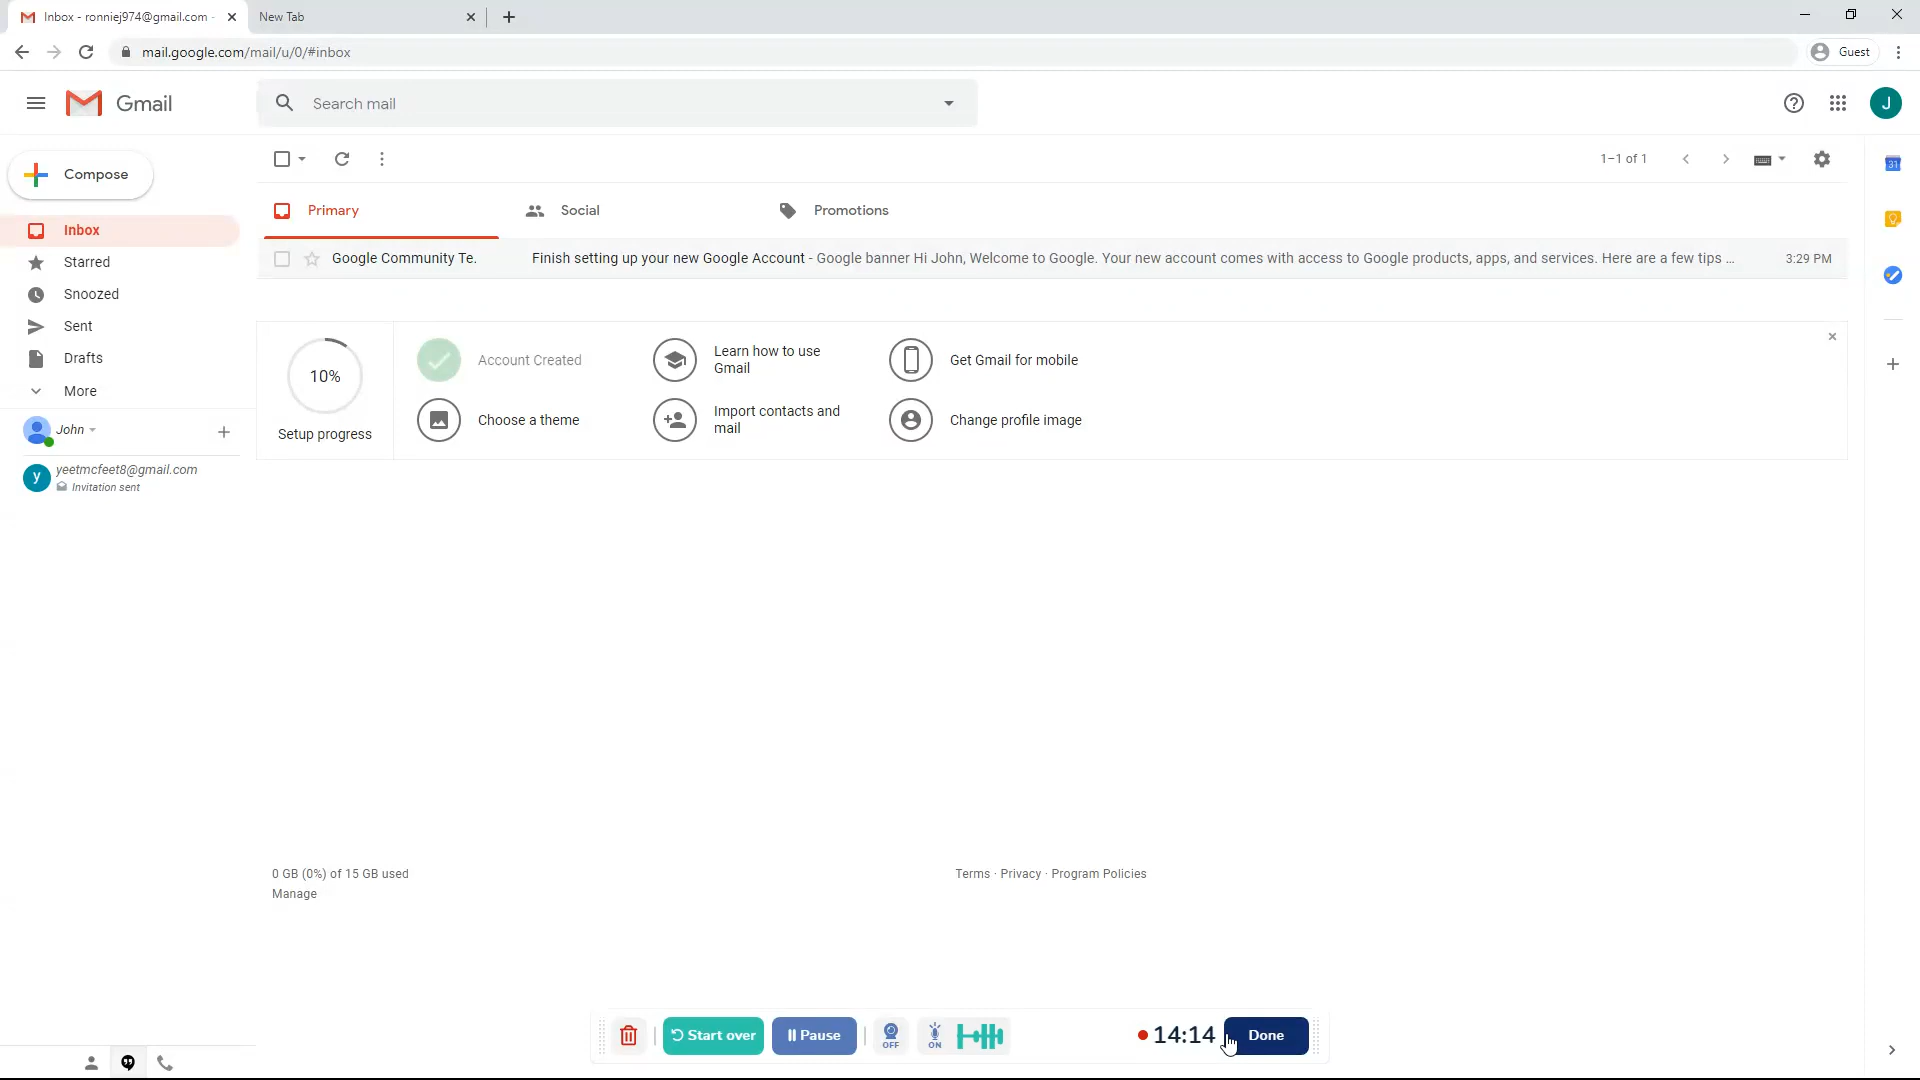 Inbox - ronniej974@gmail.com -
New Tab
mail.google.com/mail/u/0/#inbox
Guest
Gmail
Search mail
J
Compose
1–1 of 1
31
Primary
Social
Promotions
Inbox
Google Community Te.
Finish setting up your new Google Account - Google banner Hi John, Welcome to Google. Your new account comes with access to Google products, apps, and services. Here are a few tips …
3:29 PM
Starred
Snoozed
Sent
Drafts
More
10%
Setup progress
Account Created
Learn how to use
Gmail
Get Gmail for mobile
Choose a theme
Import contacts and
mail
Change profile image
John
y
yeetmcfeet8@gmail.com
Invitation sent
0 GB (0%) of 15 GB used
Manage
Terms · Privacy · Program Policies
Start over
Pause
OFF
ON
14:14
Done